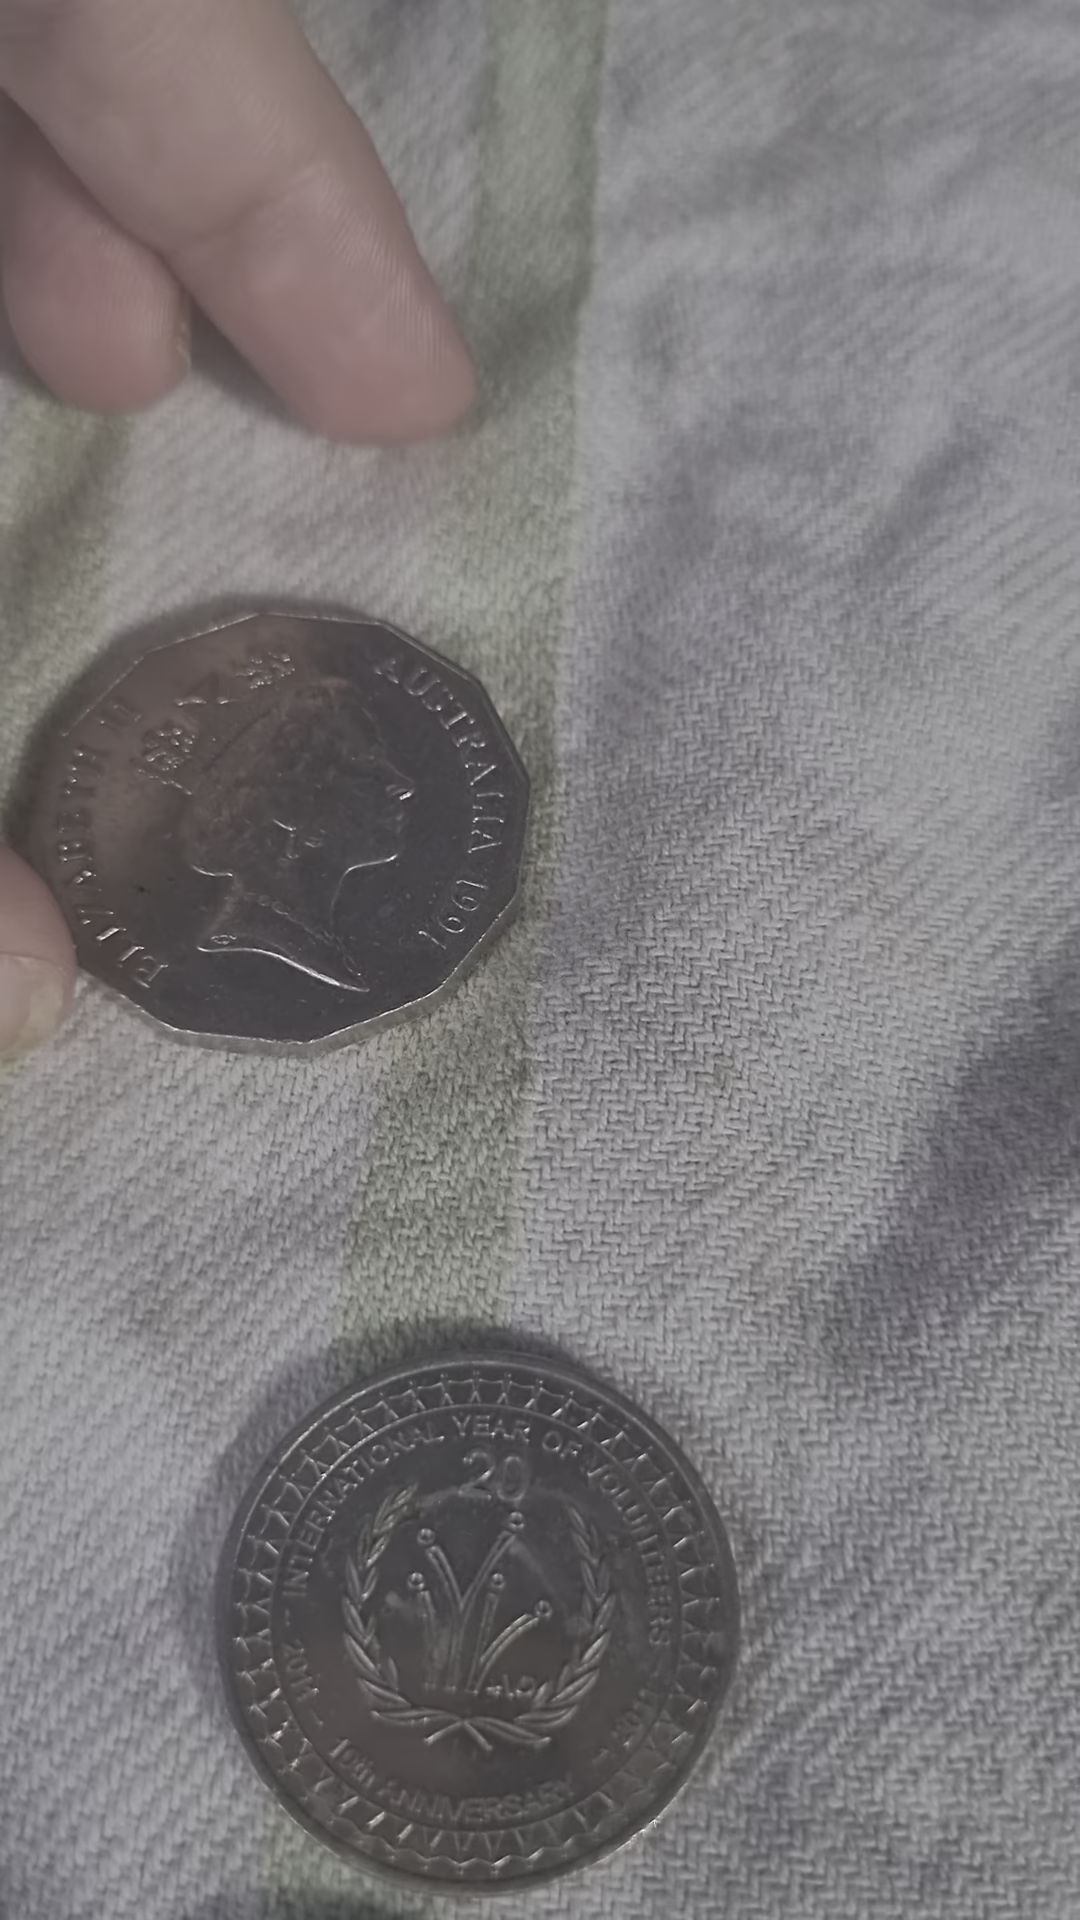 ELIZABETH II
AUSTRALIA 1991
INTERNATIONAL YEAR OF VOLUNTEERS
20
10th ANNIVERSARY